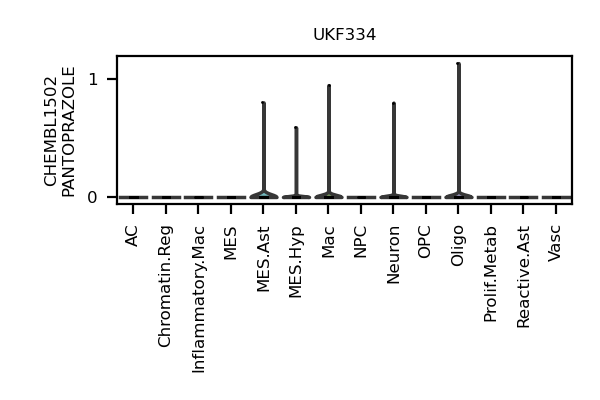 UKF334
CHEMBL1502
PANTOPRAZOLE
1
0
AC
Chromatin.Reg
Inflammatory.Mac
MES
MES.Ast
MES.Hyp
Mac
NPC
Neuron
OPC
Oligo
Prolif.Metab
Reactive.Ast
Vasc